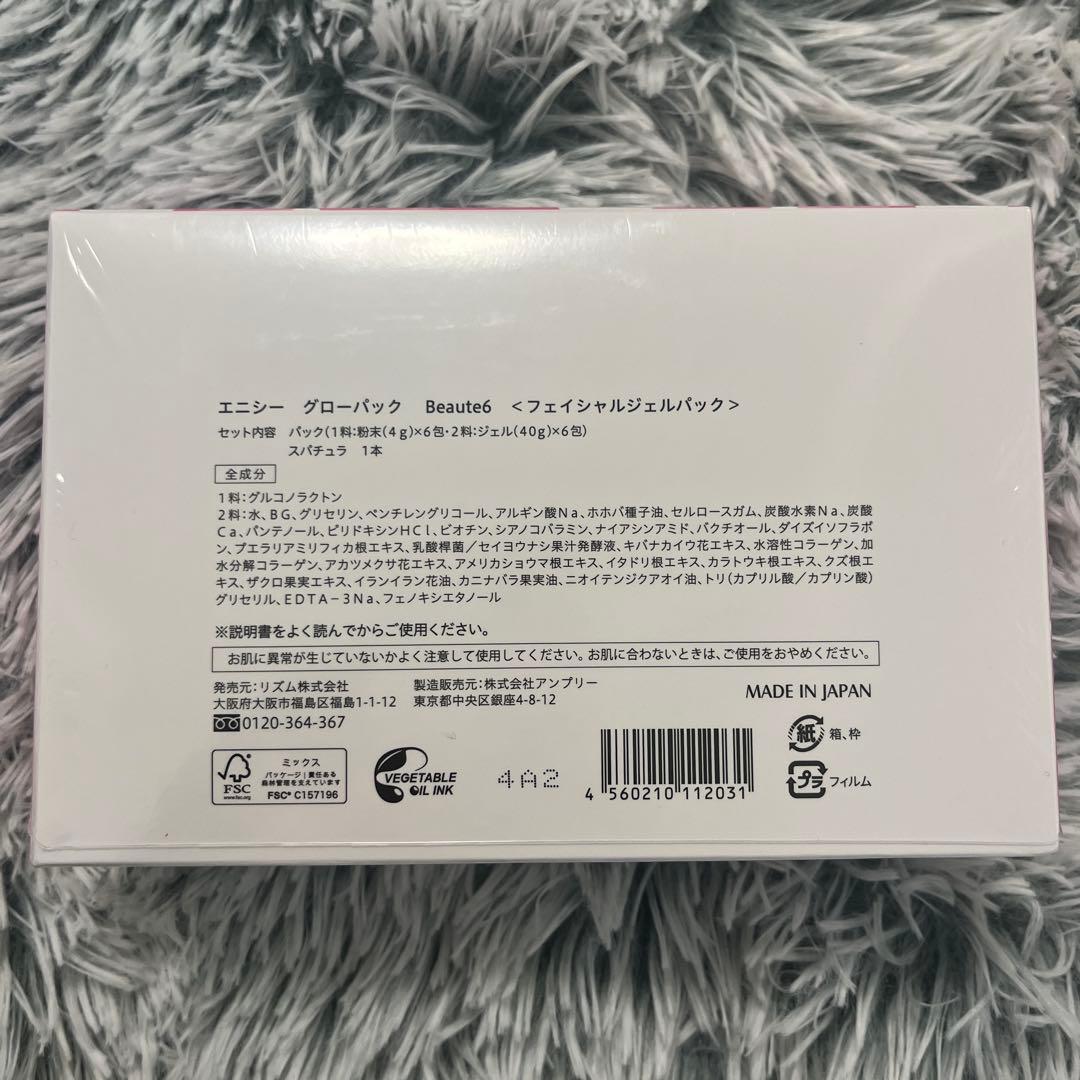 エニシー　グローパック　Beaute6　＜フェイシャルジェルパック＞
セット内容　パック(1料:粉末(4g)×6包・2料:ジェル(40g)×6包)
スパチュラ　1本
全成分
1料:グルコノラクトン
2料:水、BG、グリセリン、ペンチレングリコール、アルギン酸Na、ホホバ種子油、セルロースガム、炭酸水素Na、炭酸
Ca、パンテノール、ピリドキシンHCl、ビオチン、シアノコバラミン、ナイアシンアミド、バクチオール、ダイズイソフラボ
ン、プエラリアミリフィカ根エキス、乳酸桿菌／セイヨウナシ果汁発酵液、キバナカイウ花エキス、水溶性コラーゲン、加
水分解コラーゲン、アカツメクサ花エキス、アメリカショウマ根エキス、イタドリ根エキス、カラトウキ根エキス、クズ根エ
キス、ザクロ果実エキス、イランイラン花油、カニナバラ果実油、ニオイテンジクアオイ油、トリ(カプリル酸／カプリン酸)
グリセリル、EDTA－3Na、フェノキシエタノール
※説明書をよく読んでからご使用ください。
お肌に異常が生じていないかよく注意して使用してください。お肌に合わないときは、ご使用をおやめください。
発売元:リズム株式会社　製造販売元:株式会社アンプリー
大阪府大阪市福島区福島1-1-12　東京都中央区銀座4-8-12
0120-364-367
MADE IN JAPAN
紙 箱、枠
プラ フィルム
FSC
www.fsc.org
ミックス
パッケージ|責任ある
森林管理を支えています
FSC® C157196
VEGETABLE
OIL INK
4A2
4 560210 112031